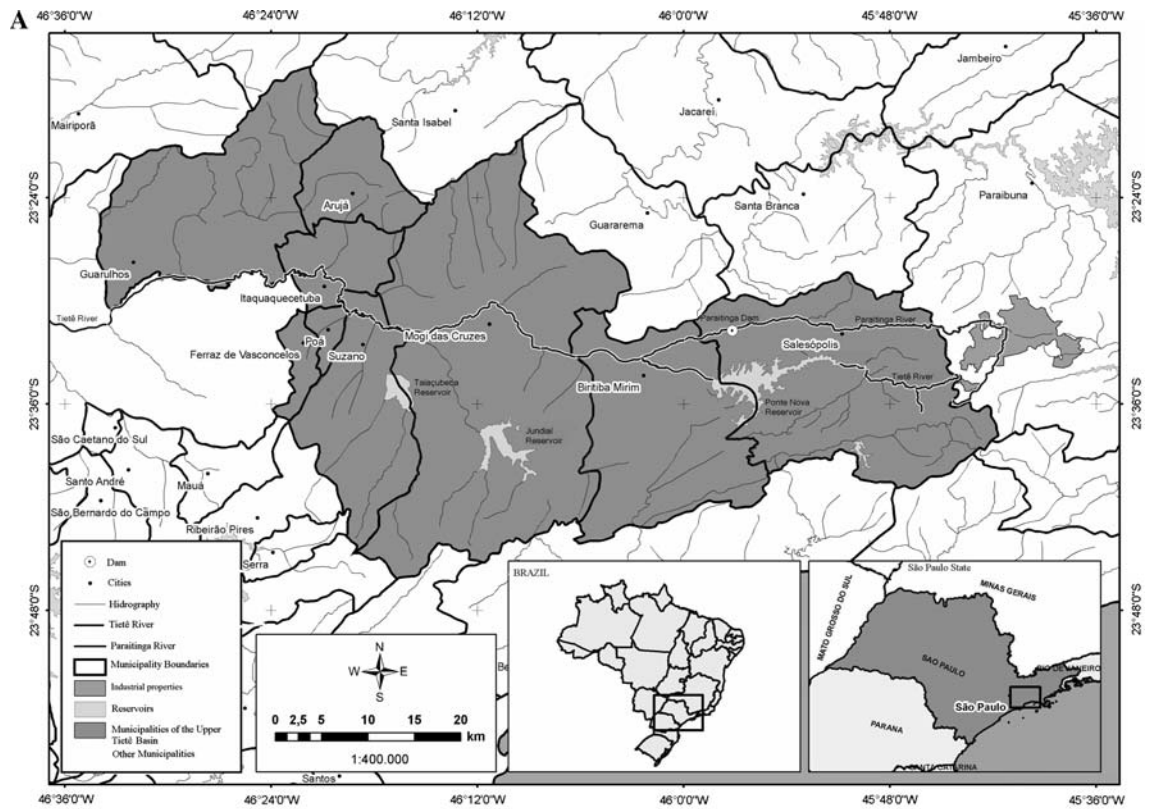 A
46°36'0"W
46°24'0"W
46°12'0"W
46°00'0"W
45°48'0"W
45°36'0"W
Jambeiro
Mairiporã
Santa Isabel
Jacareí
23°24'0"S
23°24'0"S
Arujá
Paraibuna
Santa Branca
Guararema
Guarulhos
Itaquaquecetuba
Tietê River
Paraitinga Dam
Paraitinga River
Mogi das Cruzes
Salesópolis
Poá
Ferraz de Vasconcelos
Suzano
Tietê River
Taiaçubeça
Reservoir
Biritiba Mirim
23°36'0"S
23°36'0"S
Ponte Nova
Reservoir
São Caetano do Sul
Jundiaí
Reservoir
Santo André
Mauá
São Bernardo do Campo
Ribeirão Pires
Serra
Dam
Cities
Hidrography
Tietê River
Paraitinga River
Municipality Boundaries
Industrial properties
Reservoirs
Municipalities of the Upper
Tietê Basin
Other Municipalities
23°48'0"S
23°48'0"S
N
W E
S
0 2,5 5 10 15 20
km
1:400.000
Be
Santos
BRAZIL
São Paulo State
MINAS GERAIS
MATO GROSSO DO SUL
SAO PAULO
RIO DE JANEIRO
São Paulo
PARANA
SANTA CATARINA
46°36'0"W
46°24'0"W
46°12'0"W
46°00'0"W
45°48'0"W
45°36'0"W